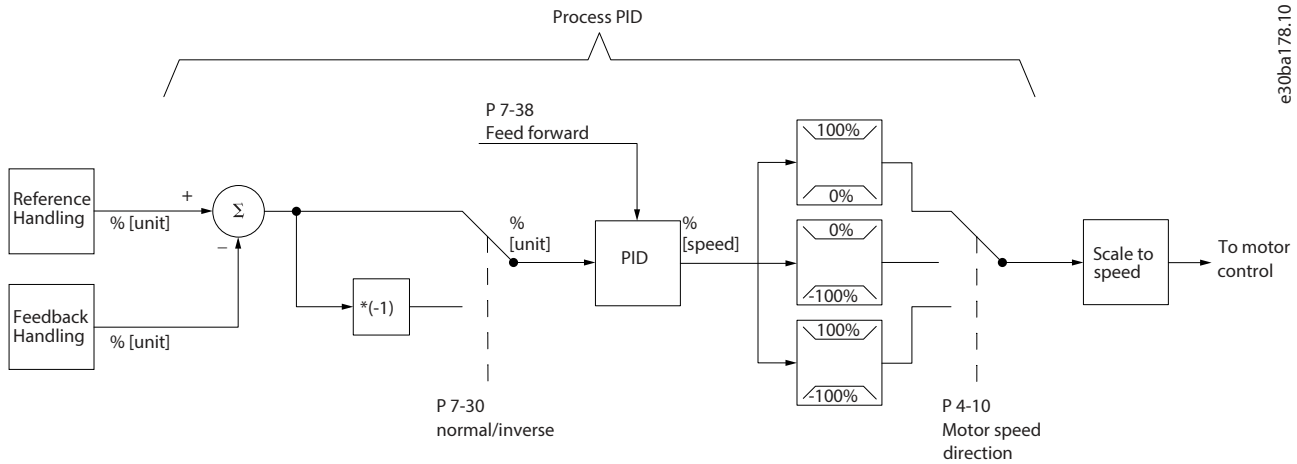 Process PID
e30ba178.10
P 7-38
Feed forward
100%
0%
Reference
Handling
+
% [unit]
Σ
_
%
[unit]
PID
%
[speed]
0%
-100%
Scale to
speed
To motor
control
Feedback
Handling
% [unit]
*(-1)
100%
-100%
P 7-30
normal/inverse
P 4-10
Motor speed
direction